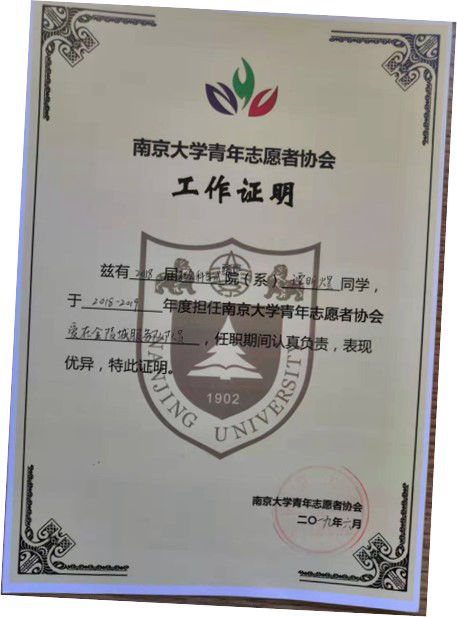 南京大学青年志愿者协会
工作证明
兹有 2018 届 院(系) 同学，
于 2018-2019 年度担任南京大学青年志愿者协会
爱在金陵城服务队队员，任职期间认真负责，表现
优异，特此证明。
1902
NANJING UNIVERSITY
南京大学青年志愿者协会
二〇一九年六月